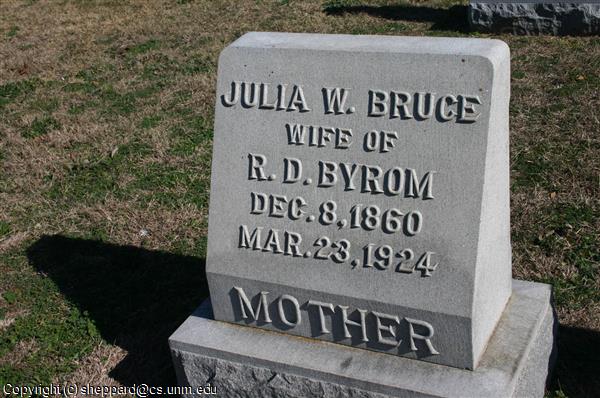 JULIA W. BRUCE
WIFE OF
R. D. BYROM
DEC. 8, 1860
MAR. 23, 1924
MOTHER
Copyright (c) sheppard@cs.unm.edu